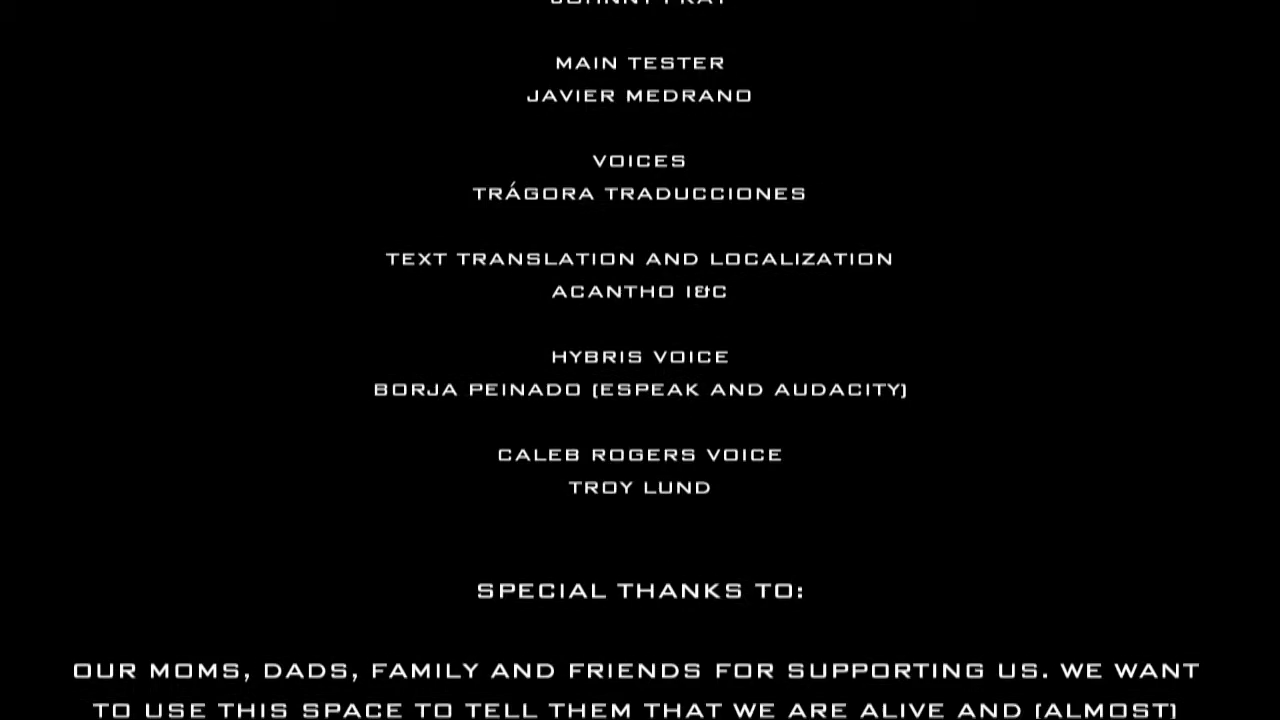 MAIN TESTER
JAVIER MEDRANO
VOICES
TRÁGORA TRADUCCIONES
TEXT TRANSLATION AND LOCALIZATION
ACANTHO I&C
HYBRIS VOICE
BORJA PEINADO (ESPEAK AND AUDACITY)
CALEB ROGERS VOICE
TROY LUND
SPECIAL THANKS TO:
OUR MOMS, DADS, FAMILY AND FRIENDS FOR SUPPORTING US. WE WANT
TO USE THIS SPACE TO TELL THEM THAT WE ARE ALIVE AND (ALMOST)